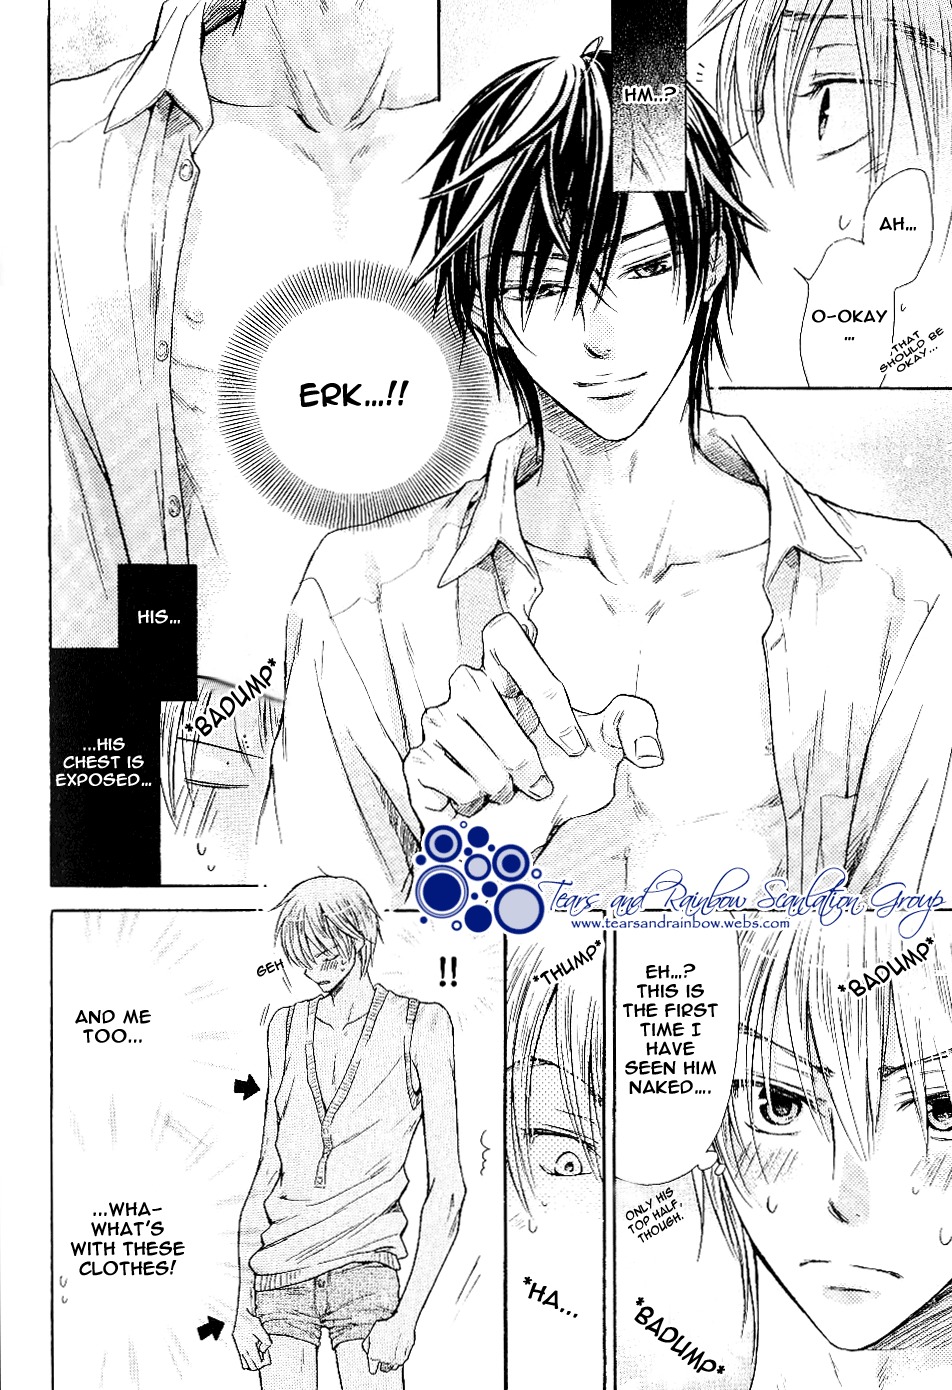 HM..?
AH...
O-OKAY
...
...THAT
SHOULD BE
OKAY...
ERK...!!
HIS...
...HIS
CHEST IS
EXPOSED...
*BADUMP*
Tears and Rainbow Scanlation Group
www.tearsandrainbow.webs.com
*BADUMP*
EH...?
THIS IS
THE FIRST
TIME I
HAVE
SEEN HIM
NAKED....
ONLY HIS
TOP HALF,
THOUGH.
*BADUMP*
*THUMP*
*HA...
!!
GEH
AND ME
TOO...
...WHA-
WHAT'S
WITH THESE
CLOTHES!